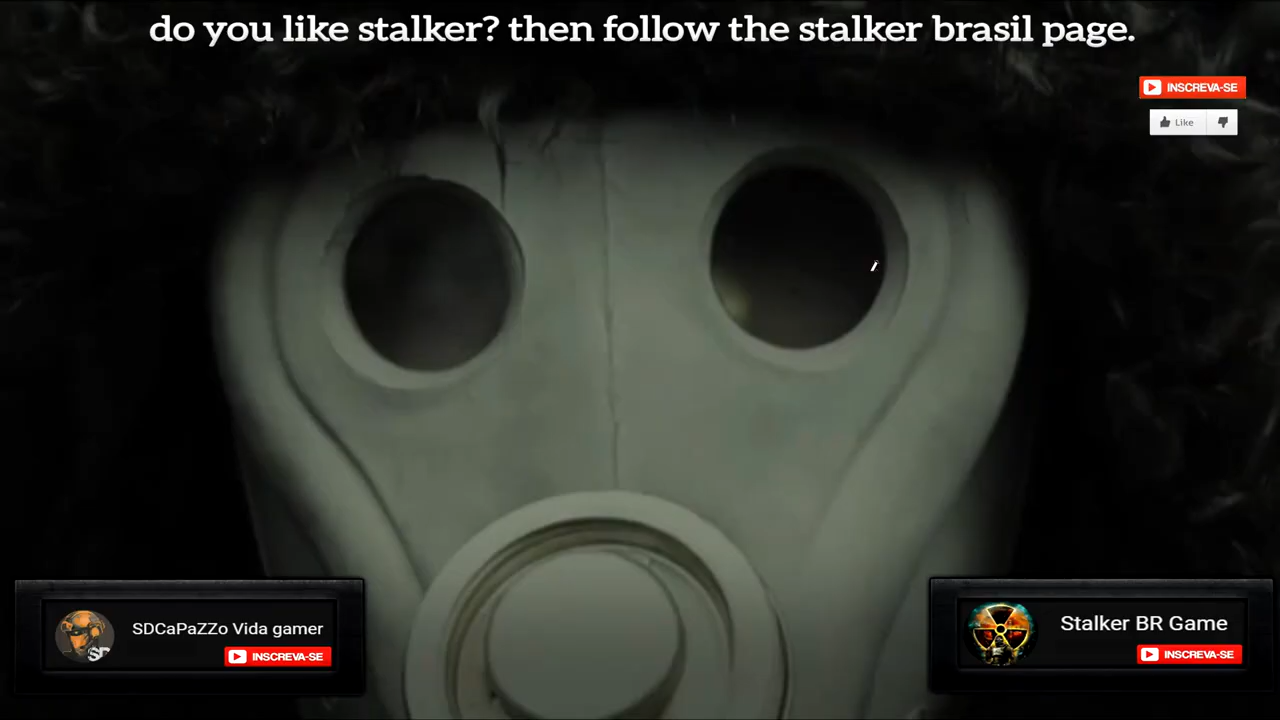 do you like stalker? then follow the stalker brasil page.
INSCREVA-SE
Like
SDCaPaZZo Vida gamer
INSCREVA-SE
Stalker BR Game
INSCREVA-SE